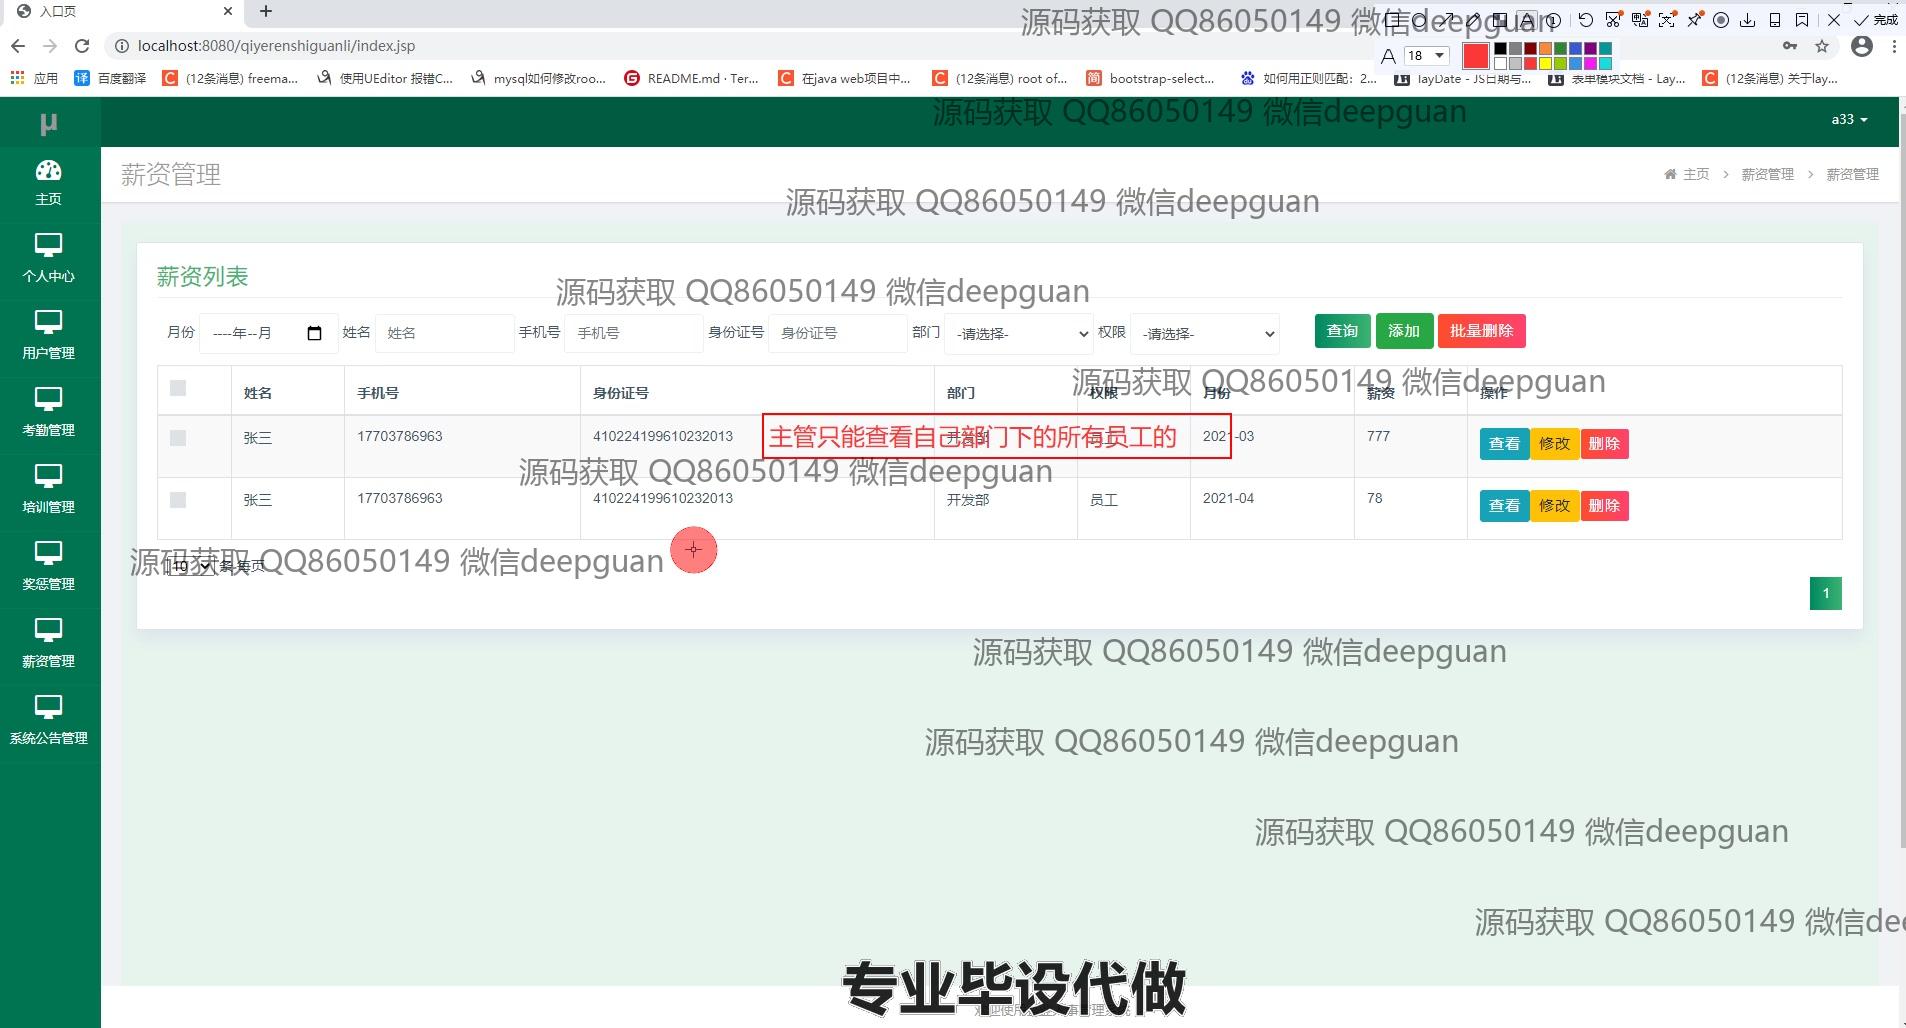 入口页
源码获取 QQ86050149 微信deepguan
完成
localhost:8080/qiyerenshiguanli/index.jsp
A 18
应用
百度翻译
(12条消息) freema...
使用UEditor 报错C...
mysql如何修改roo...
README.md · Ter...
在java web项目中...
(12条消息) root of...
bootstrap-select...
如何用正则匹配：2...
layDate - JS日期与...
表单模块文档 - Lay...
(12条消息) 关于lay...
μ
源码获取 QQ86050149 微信deepguan
a33
主页
薪资管理
主页 > 薪资管理 > 薪资管理
源码获取 QQ86050149 微信deepguan
个人中心
薪资列表
源码获取 QQ86050149 微信deepguan
用户管理
月份 ----年--月 姓名 姓名 手机号 手机号 身份证号 身份证号 部门 -请选择- 权限 -请选择- 查询 添加 批量删除
源码获取 QQ86050149 微信deepguan
姓名 手机号 身份证号 部门 权限 月份 薪资 操作
考勤管理
张三 17703786963 410224199610232013 开发部 员工 2021-03 777 查看 修改 删除
主管只能查看自己部门下的所有员工的
源码获取 QQ86050149 微信deepguan
培训管理
张三 17703786963 410224199610232013 开发部 员工 2021-04 78 查看 修改 删除
源码获取 QQ86050149 微信deepguan
10 条 每页
奖惩管理
1
薪资管理
源码获取 QQ86050149 微信deepguan
系统公告管理
源码获取 QQ86050149 微信deepguan
源码获取 QQ86050149 微信deepguan
源码获取 QQ86050149 微信dee
专业毕设代做